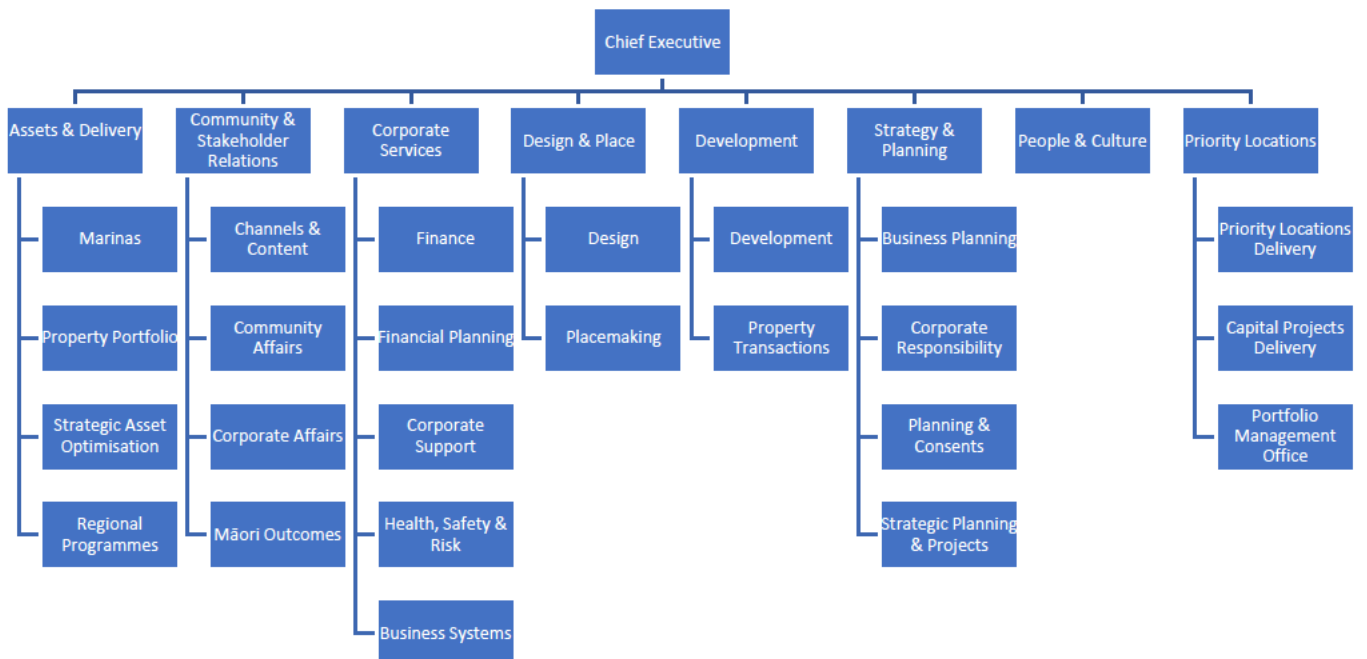 Chief Executive
Assets & Delivery
Community &
Stakeholder
Relations
Corporate
Services
Design & Place
Development
Strategy &
Planning
People & Culture
Priority Locations
Marinas
Property Portfolio
Strategic Asset
Optimisation
Regional
Programmes
Channels &
Content
Community
Affairs
Corporate Affairs
Māori Outcomes
Finance
Financial Planning
Corporate
Support
Health, Safety &
Risk
Business Systems
Design
Placemaking
Development
Property
Transactions
Business Planning
Corporate
Responsibility
Planning &
Consents
Strategic Planning
& Projects
Priority Locations
Delivery
Capital Projects
Delivery
Portfolio
Management
Office